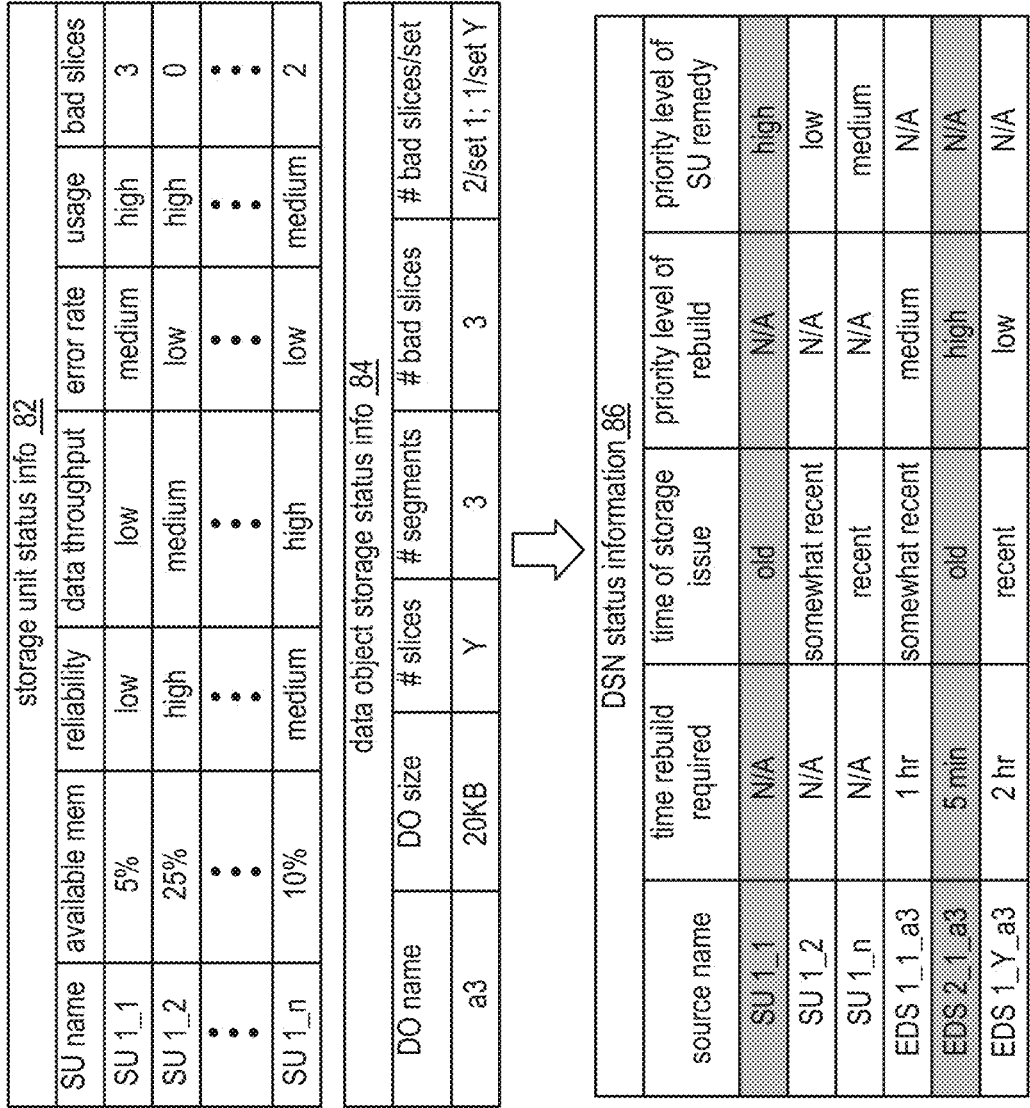 storage unit status info 82
SU name available mem reliability data throughput error rate usage bad slices
SU 1_1 5% low low medium high 3
SU 1_2 25% high medium low high 0
SU 1_n 10% medium high low medium 2
data object storage status info 84
DO name DO size # slices # segments # bad slices # bad slices/set
a3 20KB Y 3 3 2/set 1; 1/set Y
DSN status information 86
source name time rebuild required time of storage issue priority level of rebuild priority level of SU remedy
SU 1_1 N/A old N/A high
SU 1_2 N/A somewhat recent N/A low
SU 1_n N/A recent N/A medium
EDS 1_1_a3 1 hr somewhat recent medium N/A
EDS 2_1_a3 5 min old high N/A
EDS 1_Y_a3 2 hr recent low N/A